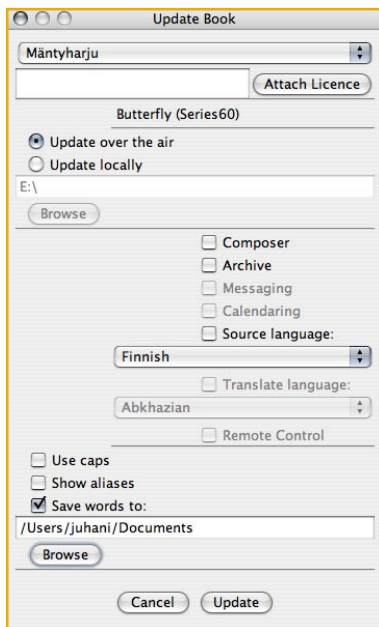 Update Book
Mäntyharju
Attach Licence
Butterfly (Series60)
Update over the air
Update locally
E:\
Browse
Composer
Archive
Messaging
Calendaring
Source language:
Finnish
Translate language:
Abkhazian
Remote Control
Use caps
Show aliases
Save words to:
/Users/juhani/Documents
Browse
Cancel Update